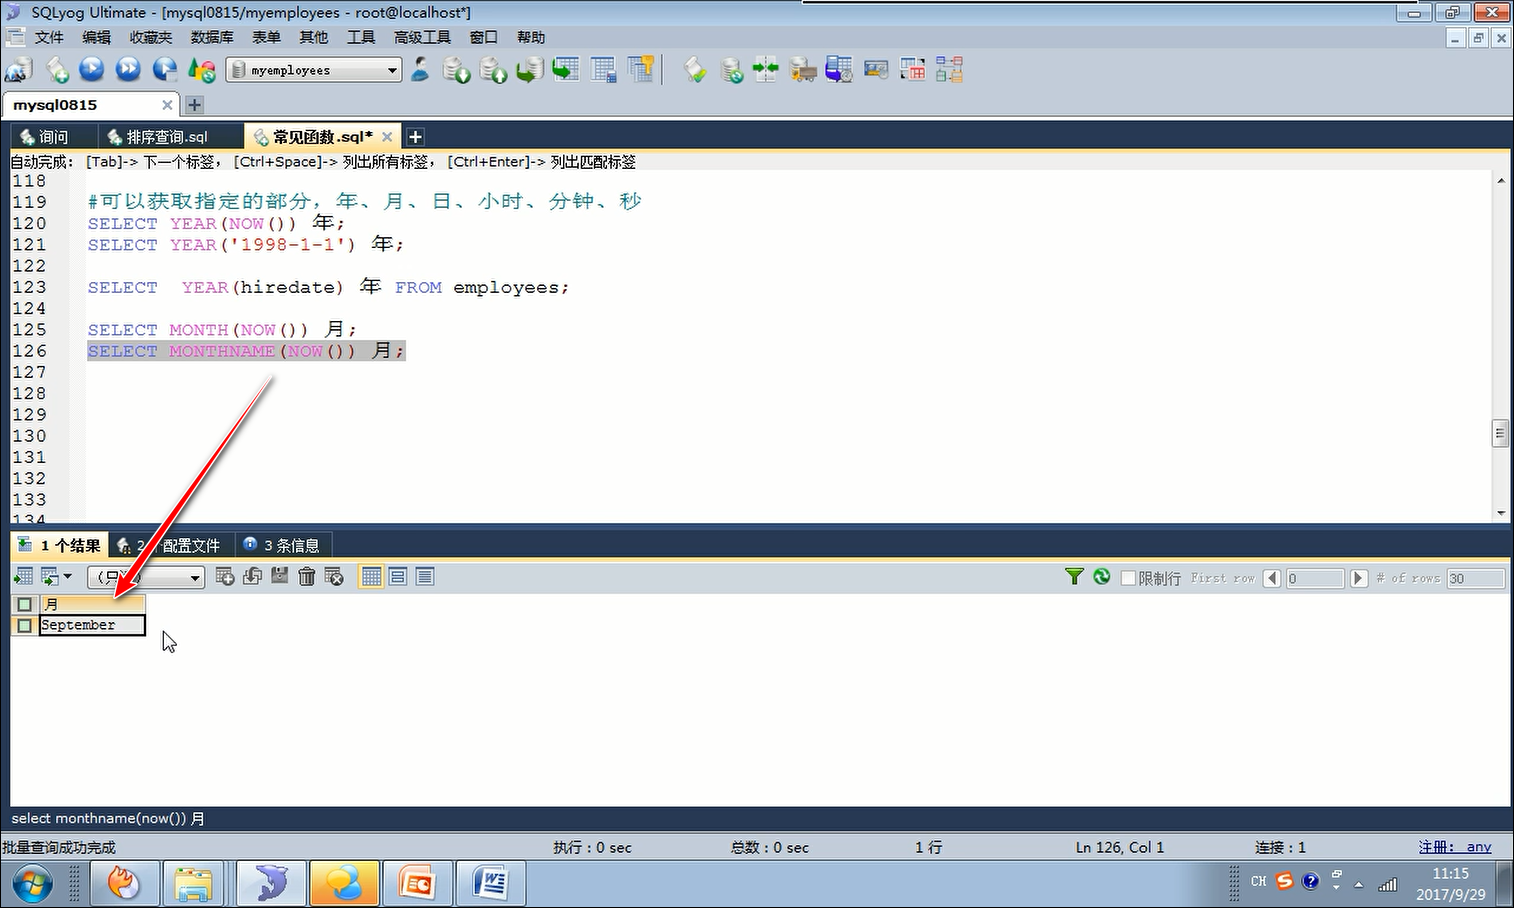 SQLyog Ultimate - [mysql0815/myemployees - root@localhost*]
文件 编辑 收藏夹 数据库 表单 其他 工具 高级工具 窗口 帮助
myemployees
mysql0815
询问 排序查询.sql 常见函数.sql*
自动完成： [Tab]-> 下一个标签， [Ctrl+Space]-> 列出所有标签， [Ctrl+Enter]-> 列出匹配标签
118
119 #可以获取指定的部分，年、月、日、小时、分钟、秒
120 SELECT YEAR(NOW()) 年;
121 SELECT YEAR('1998-1-1') 年;
122
123 SELECT  YEAR(hiredate) 年 FROM employees;
124
125 SELECT MONTH(NOW()) 月;
126 SELECT MONTHNAME(NOW()) 月;
127
128
129
130
131
132
133
134
1 个结果 2 个配置文件 3 条信息
限制行 First row 0 # of rows 30
月
September
select monthname(now()) 月
批量查询成功完成 执行：0 sec 总数：0 sec 1 行 Ln 126, Col 1 连接：1 注册： any
CH 11:15
2017/9/29